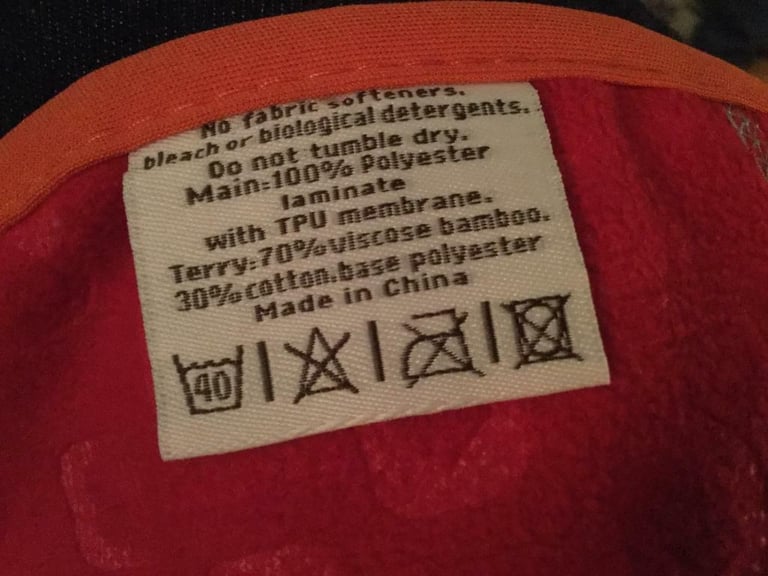 No fabric softeners.
bleach or biological detergents.
Do not tumble dry.
Main:100% Polyester
laminate
with TPU membrane.
Terry:70%viscose bamboo.
30%cotton.base polyester
Made in China
40